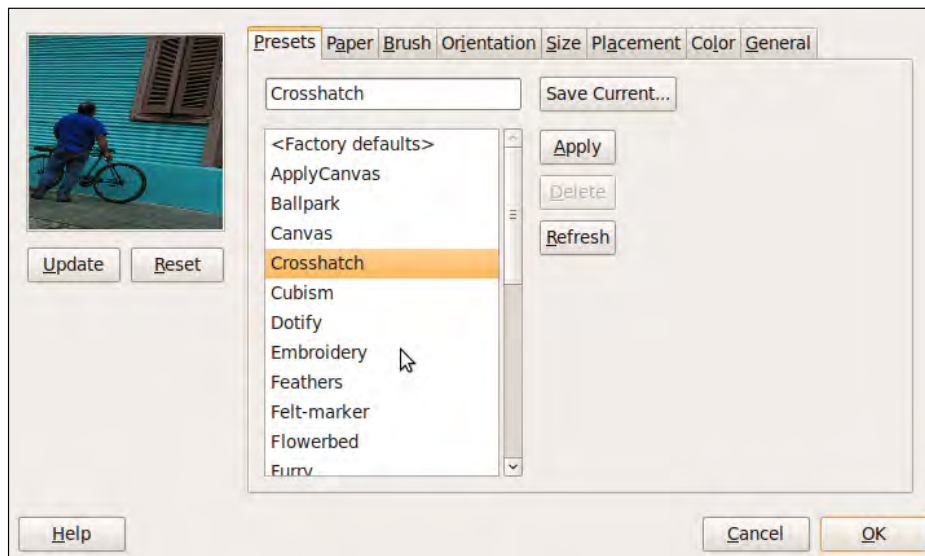 Presets Paper Brush Orientation Size Placement Color General
Crosshatch
Save Current...
<Factory defaults>
ApplyCanvas
Ballpark
Canvas
Crosshatch
Cubism
Dotify
Embroidery
Feathers
Felt-marker
Flowerbed
Furry
Apply
Delete
Refresh
Update Reset
Help Cancel OK